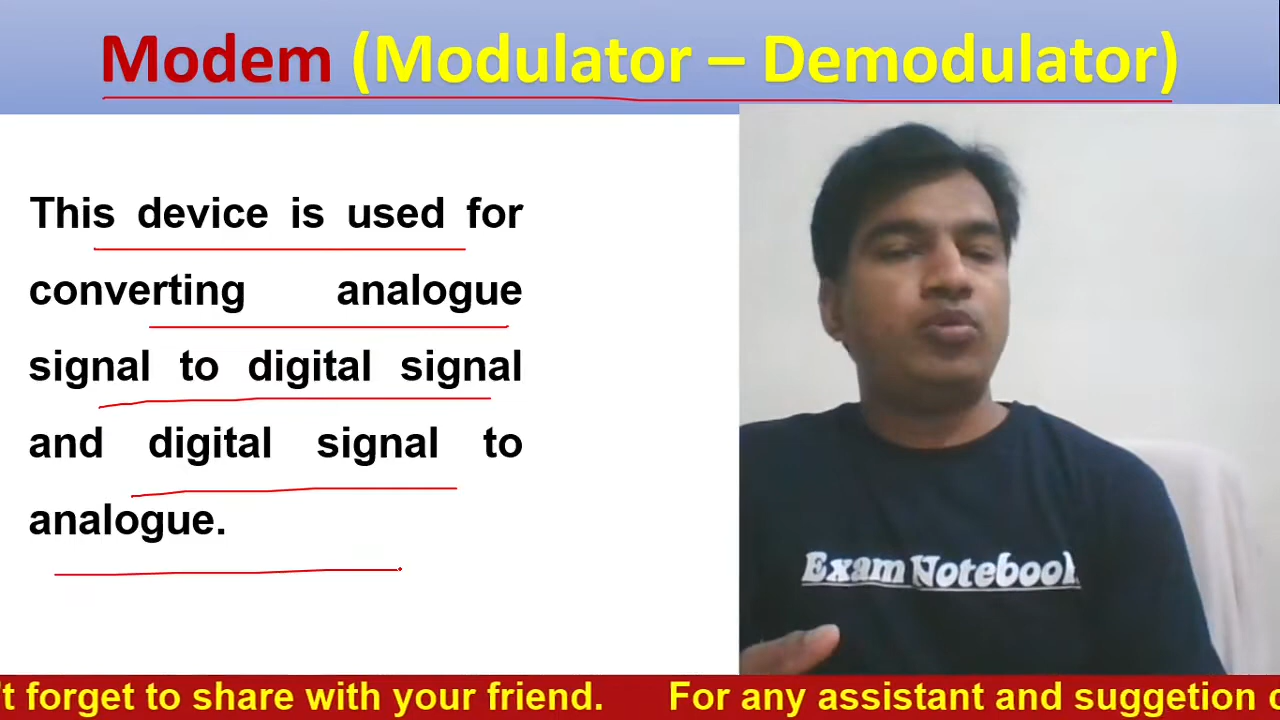 Modem (Modulator – Demodulator)
This device is used for
converting analogue
signal to digital signal
and digital signal to
analogue.
Exam Notebook
't forget to share with your friend. For any assistant and suggetion